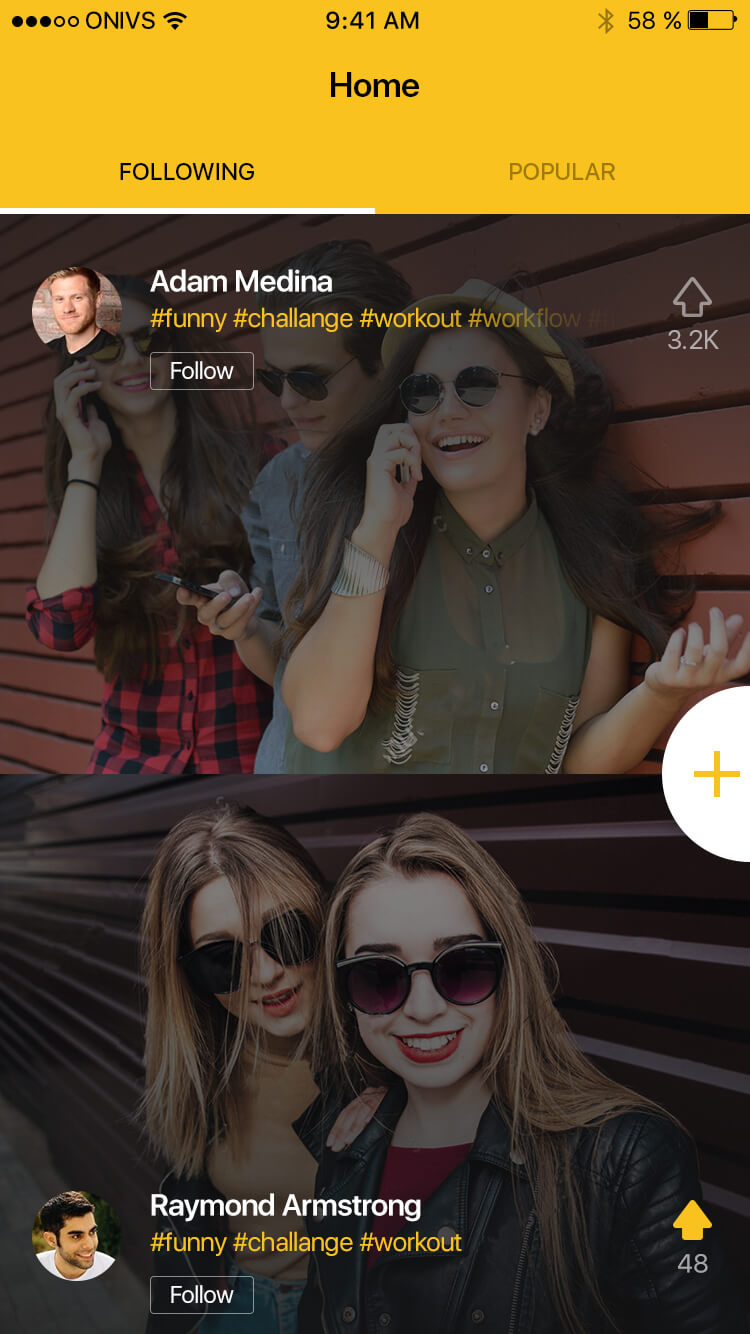 ONIVS 9:41 AM 58 %
Home
FOLLOWING POPULAR
Adam Medina
#funny #challange #workout #workflow
3.2K
Follow
Raymond Armstrong
#funny #challange #workout
48
Follow